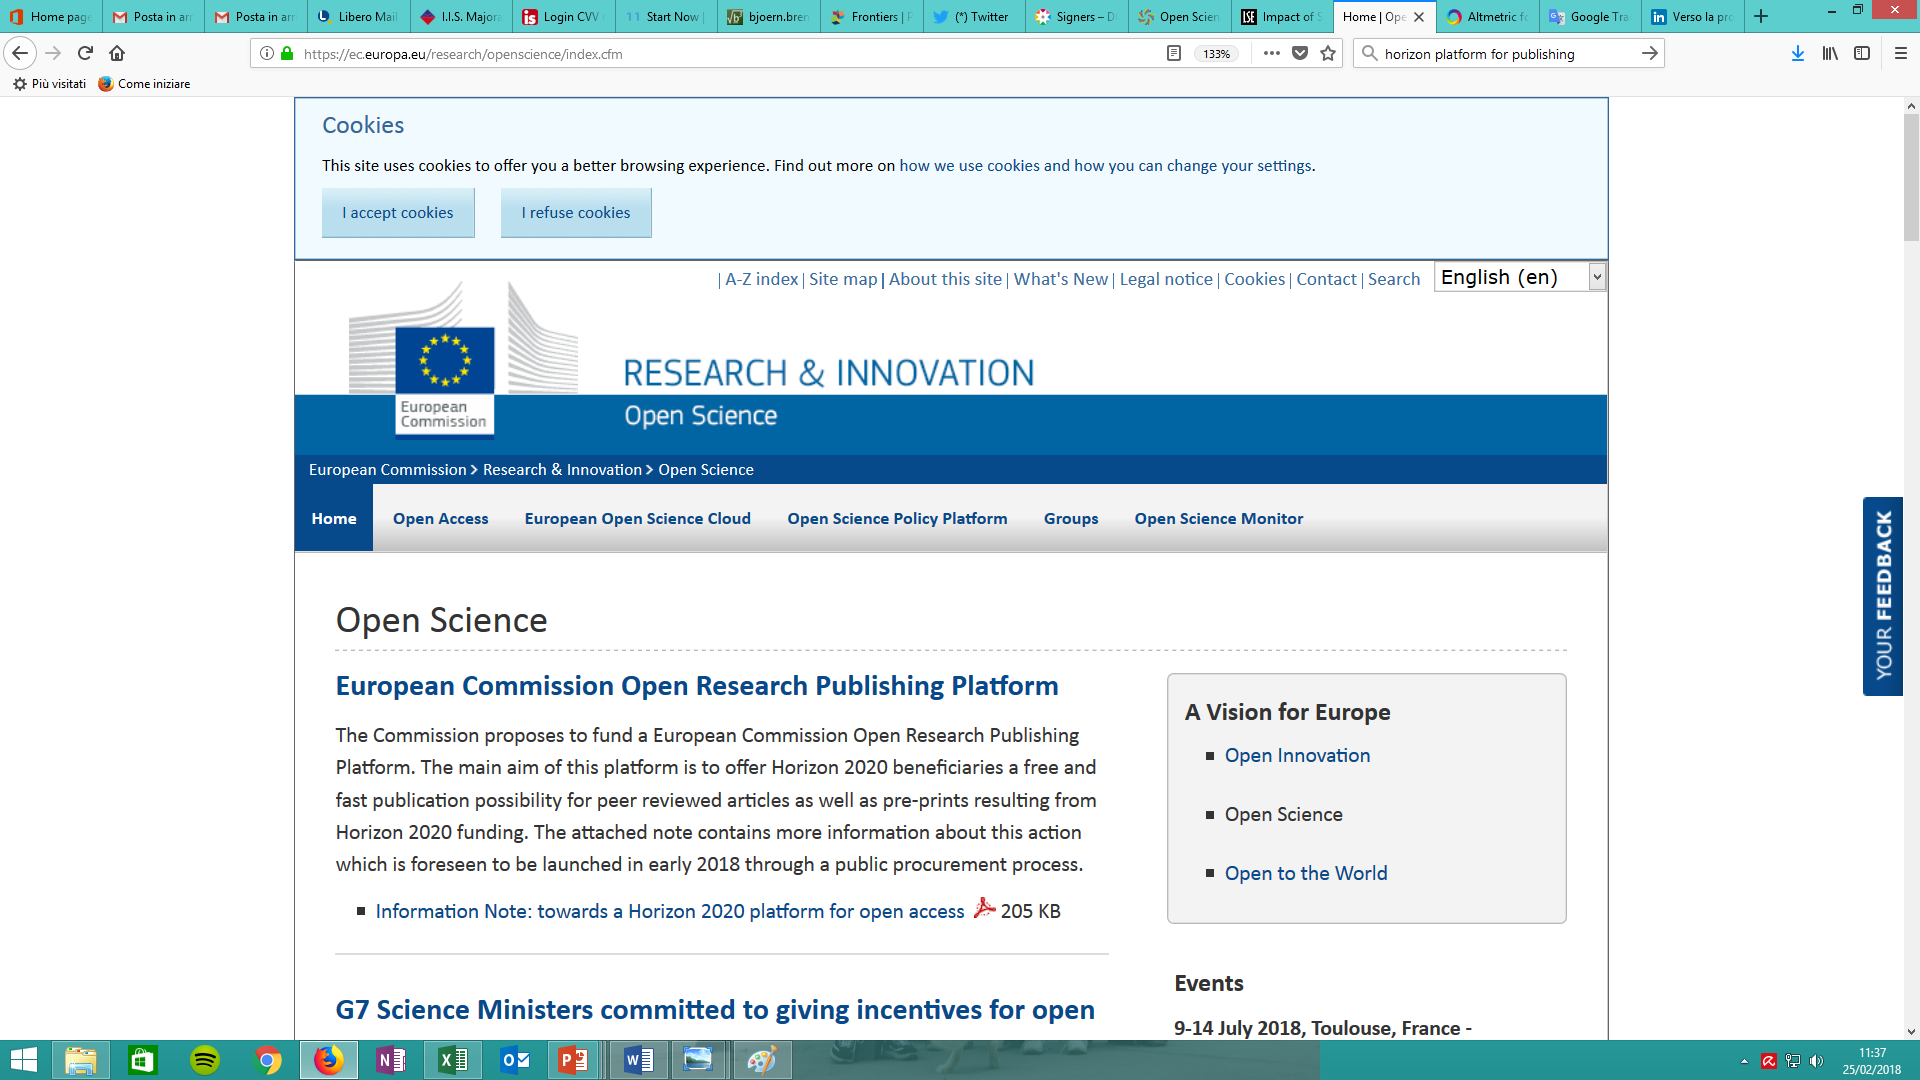 Home page
Posta in arr
Posta in arri
Libero Mail
I.I.S. Majora
Login CVV
Start Now |
bjoern.bren
Frontiers | P
(*) Twitter
Signers – D
Open Scien
Impact of S
Home | Ope
Altmetric fo
Google Tra
Verso la pro
https://ec.europa.eu/research/openscience/index.cfm
133%
horizon platform for publishing
Più visitati
Come iniziare
Cookies
This site uses cookies to offer you a better browsing experience. Find out more on how we use cookies and how you can change your settings.
I accept cookies
I refuse cookies
| A-Z index | Site map | About this site | What's New | Legal notice | Cookies | Contact | Search
English (en)
RESEARCH & INNOVATION
Open Science
European
Commission
European Commission > Research & Innovation > Open Science
Home
Open Access
European Open Science Cloud
Open Science Policy Platform
Groups
Open Science Monitor
YOUR FEEDBACK
Open Science
European Commission Open Research Publishing Platform
The Commission proposes to fund a European Commission Open Research Publishing
Platform. The main aim of this platform is to offer Horizon 2020 beneficiaries a free and
fast publication possibility for peer reviewed articles as well as pre-prints resulting from
Horizon 2020 funding. The attached note contains more information about this action
which is foreseen to be launched in early 2018 through a public procurement process.
Information Note: towards a Horizon 2020 platform for open access 205 KB
G7 Science Ministers committed to giving incentives for open
A Vision for Europe
Open Innovation
Open Science
Open to the World
Events
9-14 July 2018, Toulouse, France -
11:37
25/02/2018